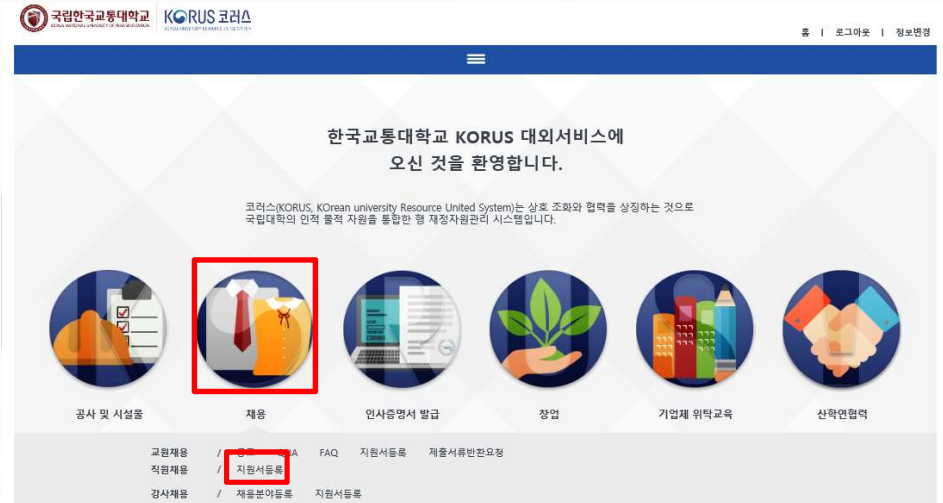 국립한국교통대학교 KORUS 코러스
홈 | 로그아웃 | 정보변경
한국교통대학교 KORUS 대외서비스에
오신 것을 환영합니다.
코러스(KORUS, KOrean university Resource United System)는 상호 조화와 협력을 상징하는 것으로
국립대학의 인적 물적 자원을 통합한 행 재정자원관리 시스템입니다.
공사 및 시설물 채용 인사증명서 발급 창업 기업체 위탁교육 산학연협력
교원채용 / FAQ 지원서등록 제출서류반환요청
직원채용 / 지원서등록
강사채용 / 채용분야등록 지원서등록